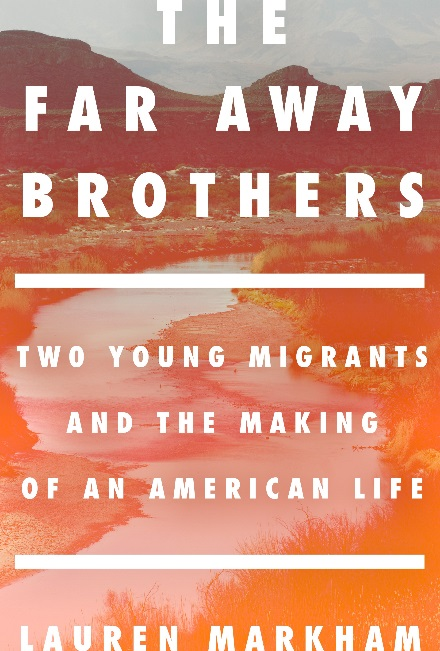 THE
FAR AWAY
BROTHERS
TWO YOUNG MIGRANTS
AND THE MAKING
OF AN AMERICAN LIFE
LAUREN MARKHAM